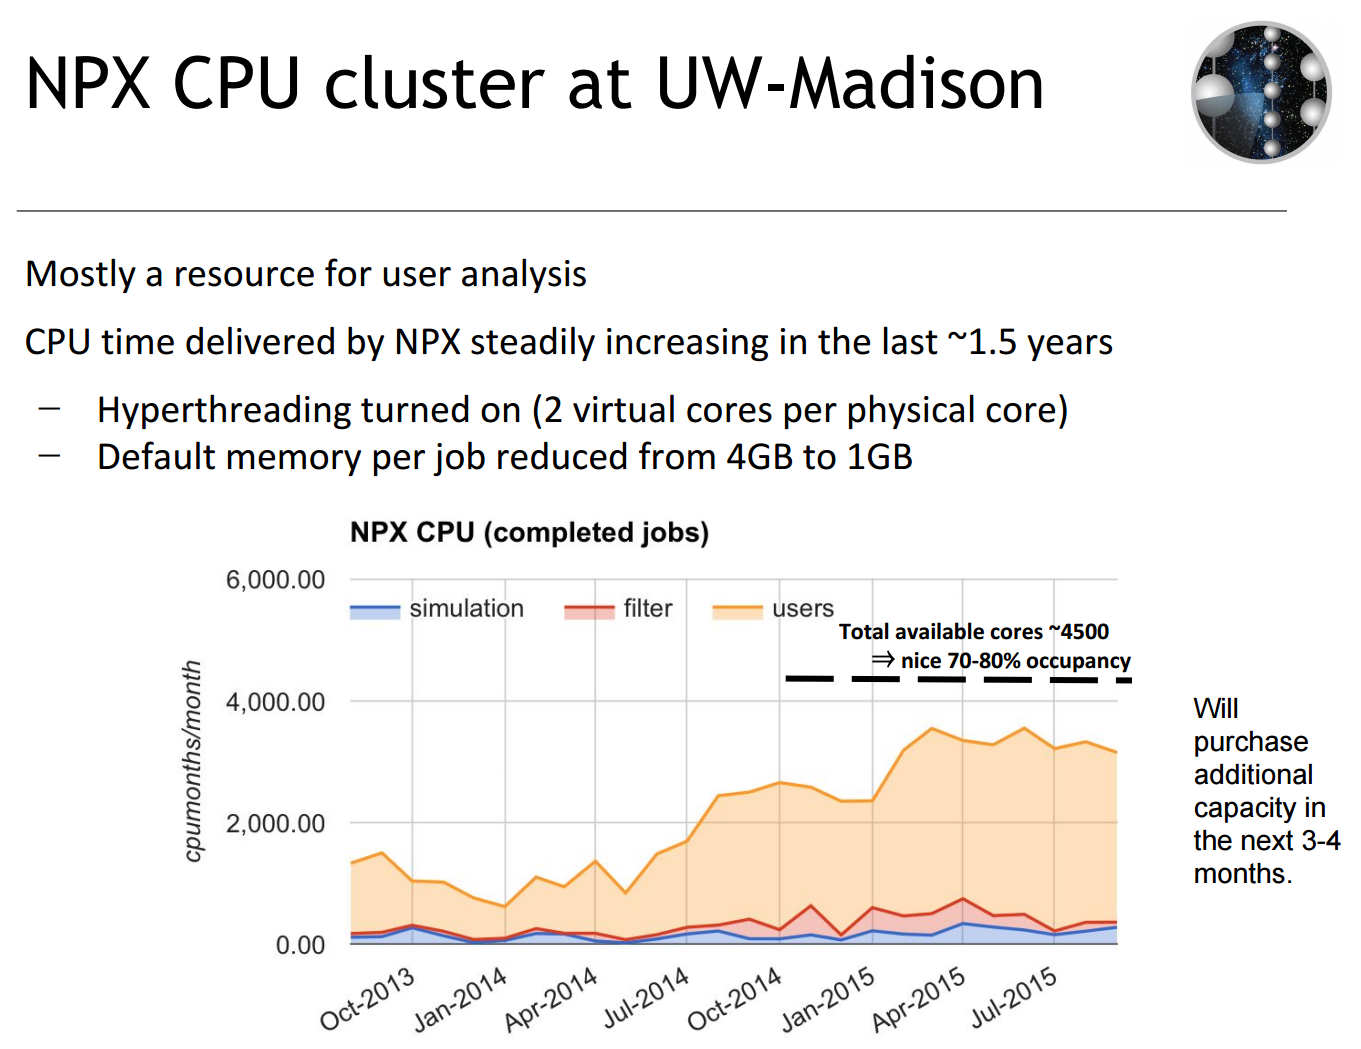 NPX CPU cluster at UW-Madison
Mostly a resource for user analysis
CPU time delivered by NPX steadily increasing in the last ~1.5 years
– Hyperthreading turned on (2 virtual cores per physical core)
– Default memory per job reduced from 4GB to 1GB
NPX CPU (completed jobs)
6,000.00
simulation filter users
Total available cores ~4500
⇒ nice 70-80% occupancy
4,000.00
2,000.00
0.00
cpumonths/month
Oct-2013 Jan-2014 Apr-2014 Jul-2014 Oct-2014 Jan-2015 Apr-2015 Jul-2015
Will
purchase
additional
capacity in
the next 3-4
months.